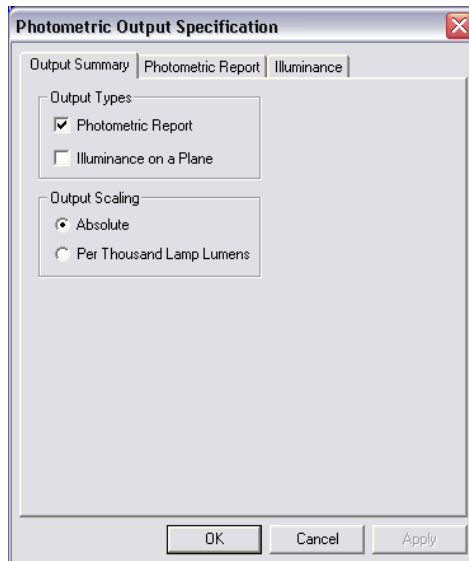 Photometric Output Specification
Output Summary Photometric Report Illuminance
Output Types
Photometric Report
Illuminance on a Plane
Output Scaling
Absolute
Per Thousand Lamp Lumens
OK Cancel Apply